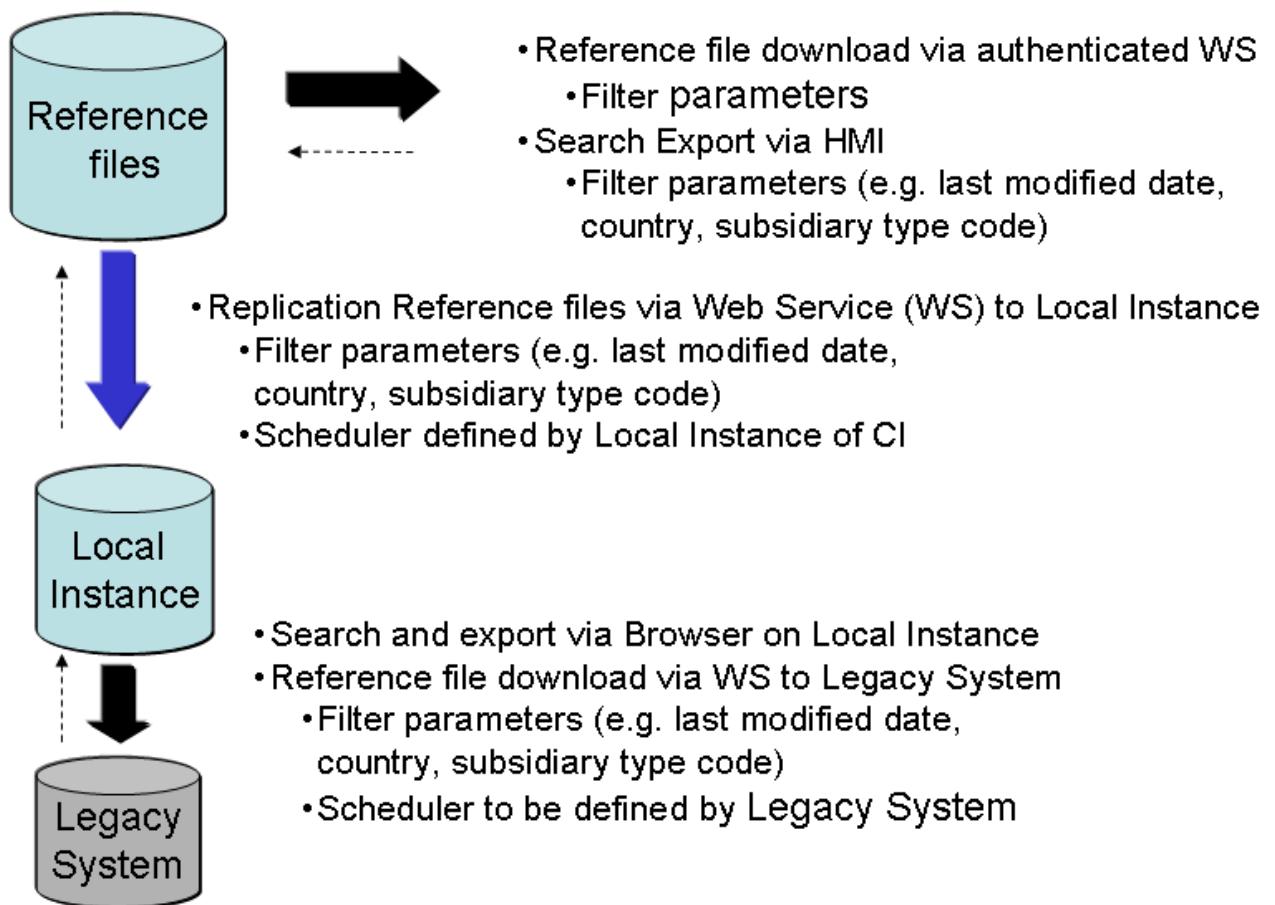 Reference
files
• Reference file download via authenticated WS
• Filter parameters
• Search Export via HMI
• Filter parameters (e.g. last modified date,
country, subsidiary type code)
• Replication Reference files via Web Service (WS) to Local Instance
• Filter parameters (e.g. last modified date,
country, subsidiary type code)
• Scheduler defined by Local Instance of CI
Local
Instance
• Search and export via Browser on Local Instance
• Reference file download via WS to Legacy System
• Filter parameters (e.g. last modified date,
country, subsidiary type code)
• Scheduler to be defined by Legacy System
Legacy
System